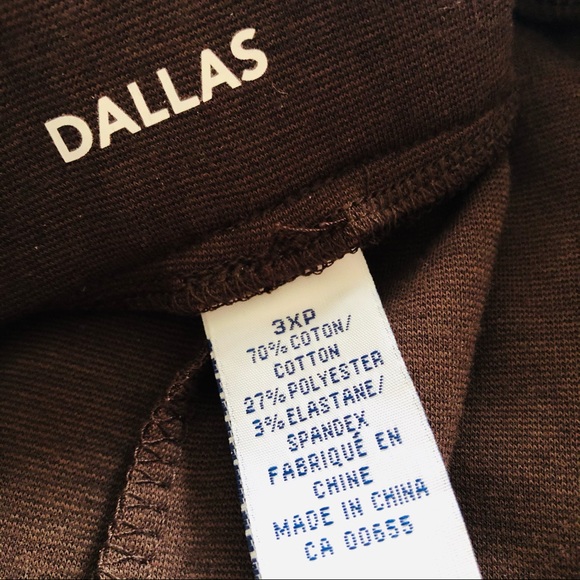 DALLAS
3XP
70% COTON/
COTTON
27% POLYESTER
3% ELASTANE/
SPANDEX
FABRIQUÉ EN
CHINE
MADE IN CHINA
CA 00655